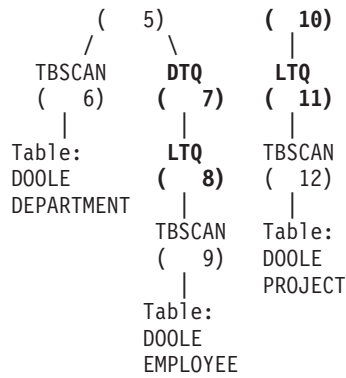 (   5)          (  10)
/      \          |
TBSCAN     DTQ       LTQ
(   6)    (   7)    (  11)
|         |         |
Table:      LTQ      TBSCAN
DOOLE     (   8)    (  12)
DEPARTMENT   |         |
TBSCAN   Table:
(   9)   DOOLE
|      PROJECT
Table:
DOOLE
EMPLOYEE